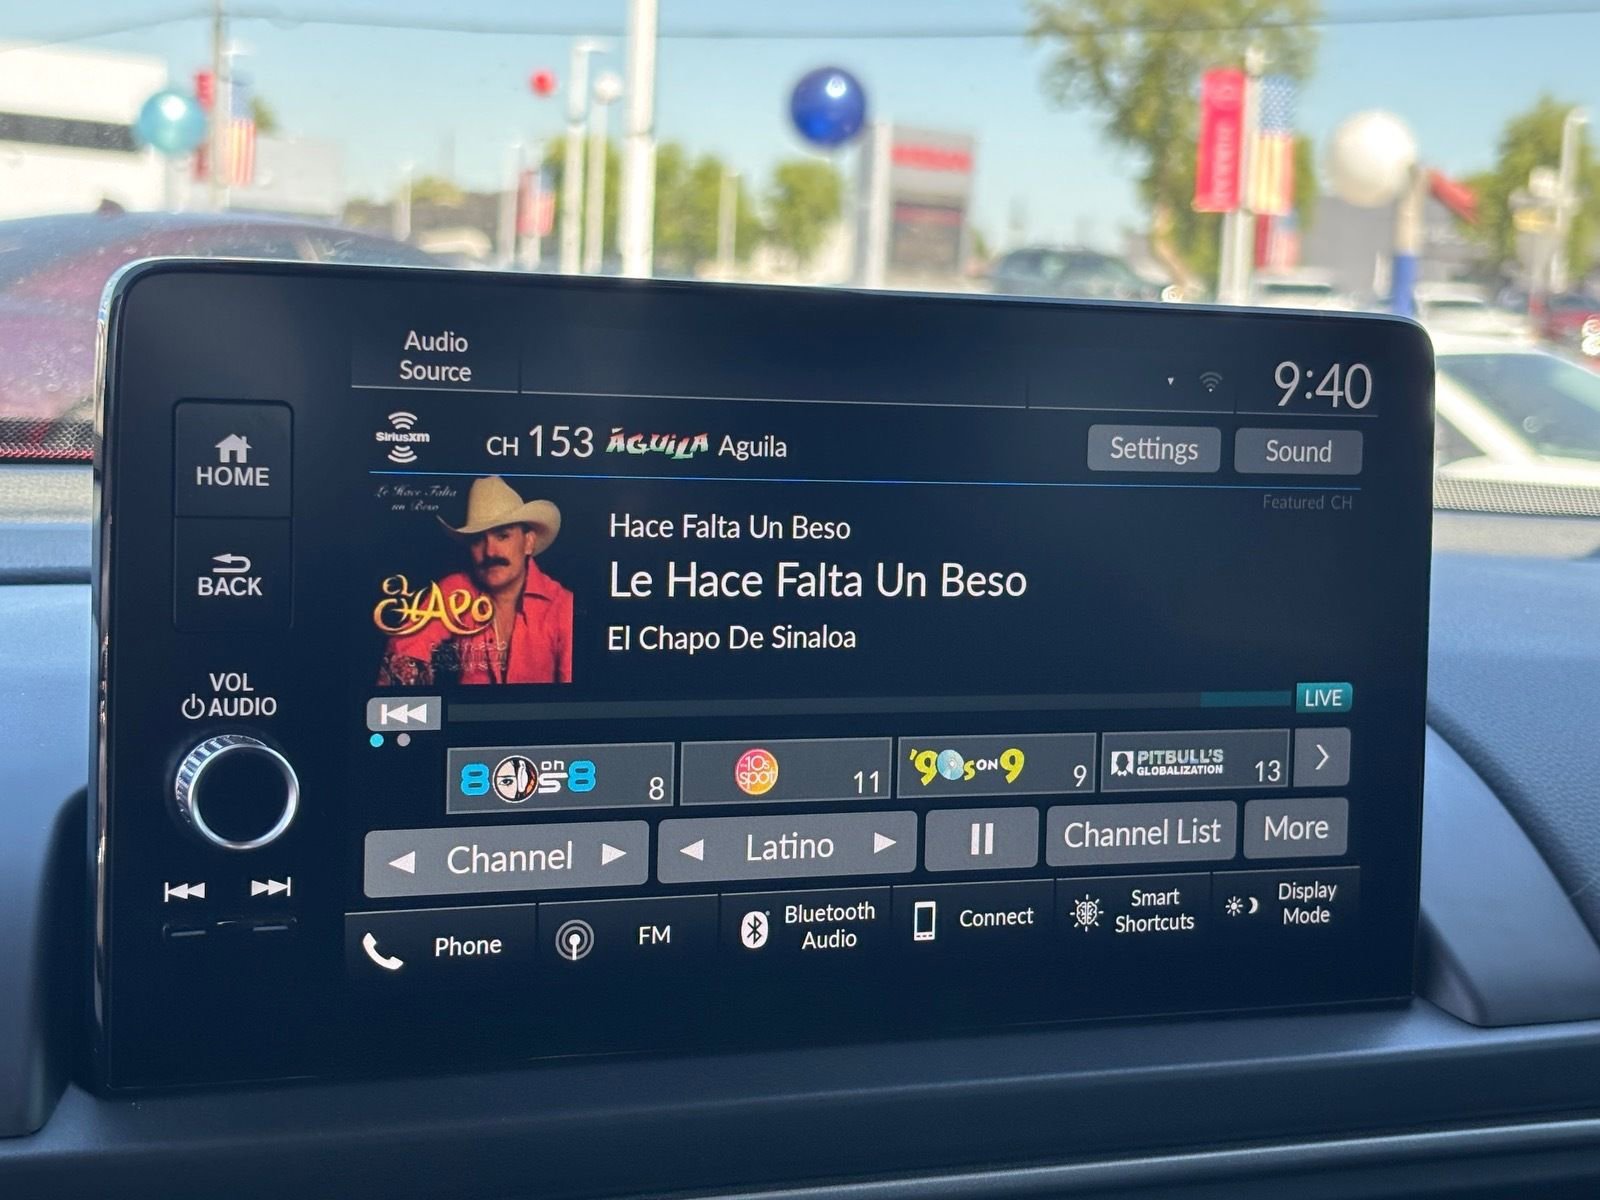 Audio
Source
9:40
HOME
BACK
VOL
AUDIO
SiriusXM
CH 153 ÁGUILA Aguila
Settings
Sound
Featured CH
Le Hace Falta
un Beso
EL
CHAPO
Hace Falta Un Beso
Le Hace Falta Un Beso
El Chapo De Sinaloa
LIVE
80s on 8
8
10s
spot
11
'90s ON 9
9
PITBULL'S
GLOBALIZATION
13
Channel
Latino
Channel List
More
Phone
FM
Bluetooth
Audio
Connect
Smart
Shortcuts
Display
Mode